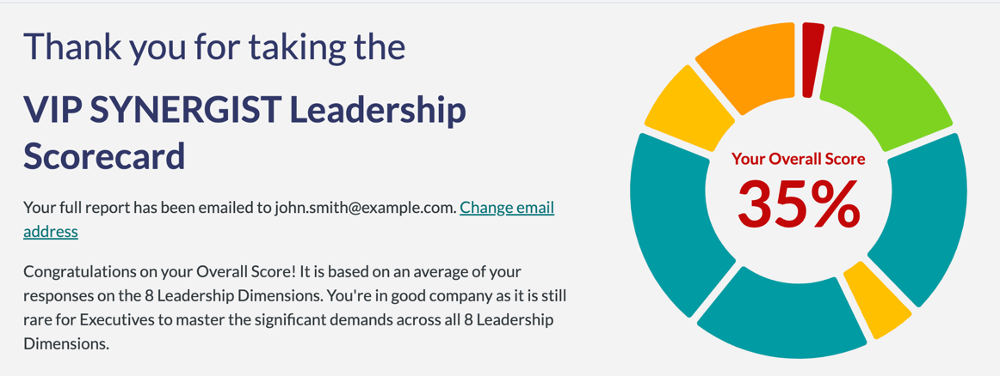 Thank you for taking the
VIP SYNERGIST Leadership
Scorecard
Your full report has been emailed to john.smith@example.com. Change email
address
Congratulations on your Overall Score! It is based on an average of your
responses on the 8 Leadership Dimensions. You're in good company as it is still
rare for Executives to master the significant demands across all 8 Leadership
Dimensions.
Your Overall Score
35%